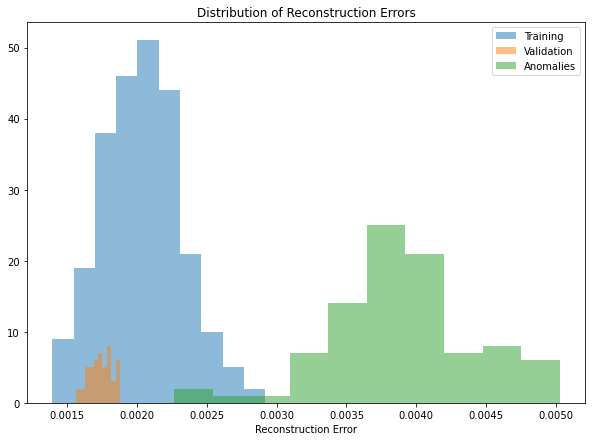 Distribution of Reconstruction Errors
Training
Validation
Anomalies
50
40
30
20
10
0
0.0015 0.0020 0.0025 0.0030 0.0035 0.0040 0.0045 0.0050
Reconstruction Error